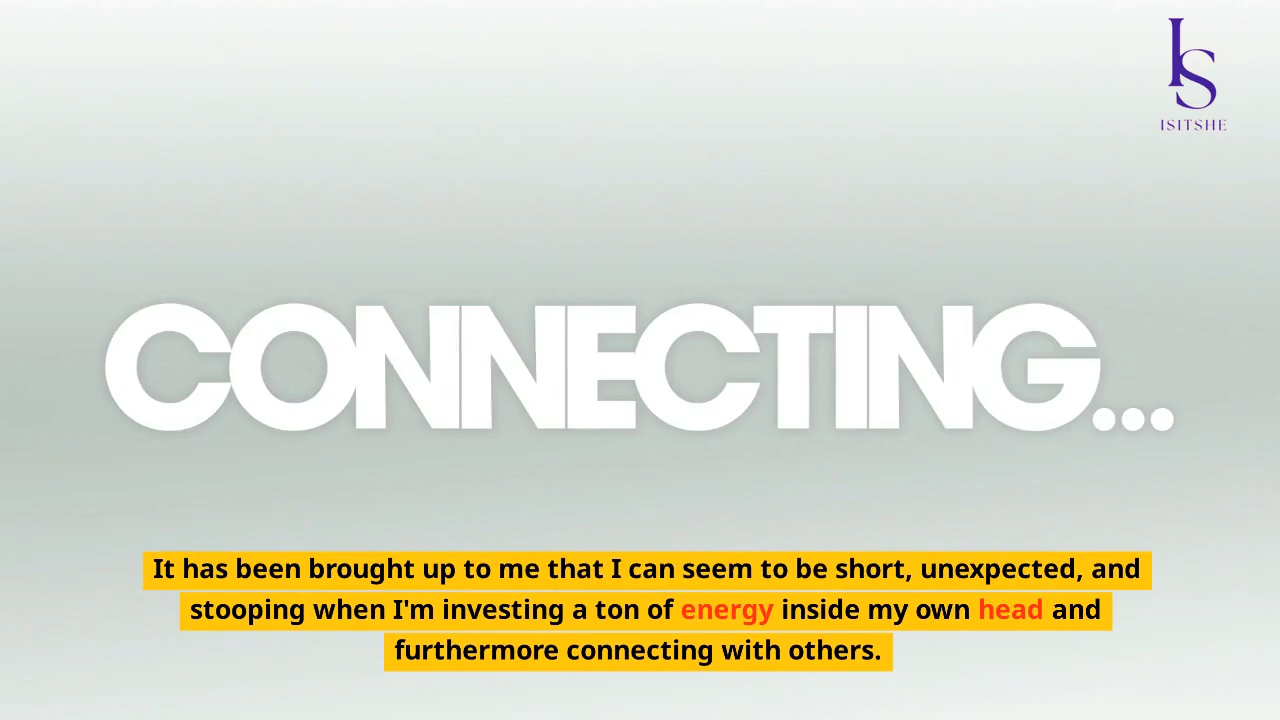 IS
ISITSHE
CONNECTING...
It has been brought up to me that I can seem to be short, unexpected, and
stooping when I'm investing a ton of energy inside my own head and
furthermore connecting with others.